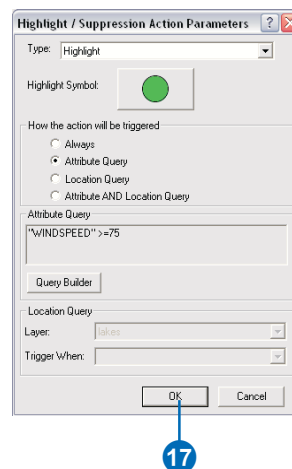 Highlight / Suppression Action Parameters
Type: Highlight
Highlight Symbol:
How the action will be triggered
Always
Attribute Query
Location Query
Attribute AND Location Query
Attribute Query
"WINDSPEED" >=75
Query Builder
Location Query
Layer: lakes
Trigger When:
OK Cancel
17